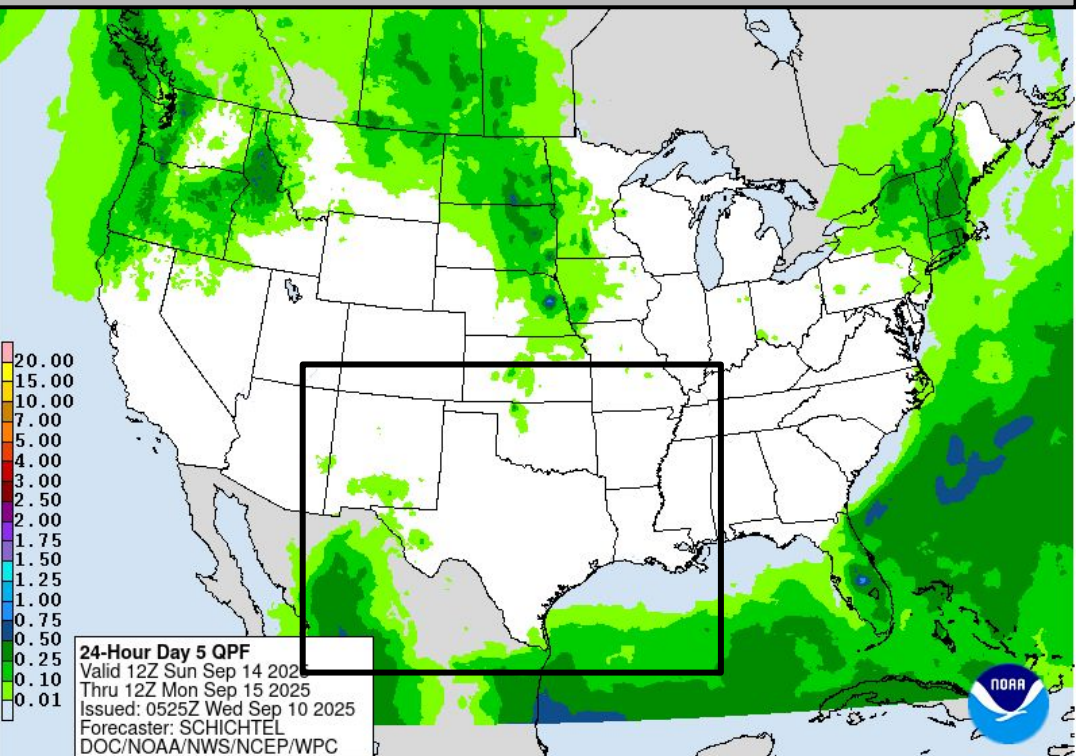 20.00
15.00
10.00
7.00
5.00
4.00
3.00
2.50
2.00
1.75
1.50
1.25
1.00
0.75
0.50
0.25
0.10
0.01
24-Hour Day 5 QPF
Valid 12Z Sun Sep 14 2025
Thru 12Z Mon Sep 15 2025
Issued: 0525Z Wed Sep 10 2025
Forecaster: SCHICHTEL
DOC/NOAA/NWS/NCEP/WPC
NOAA